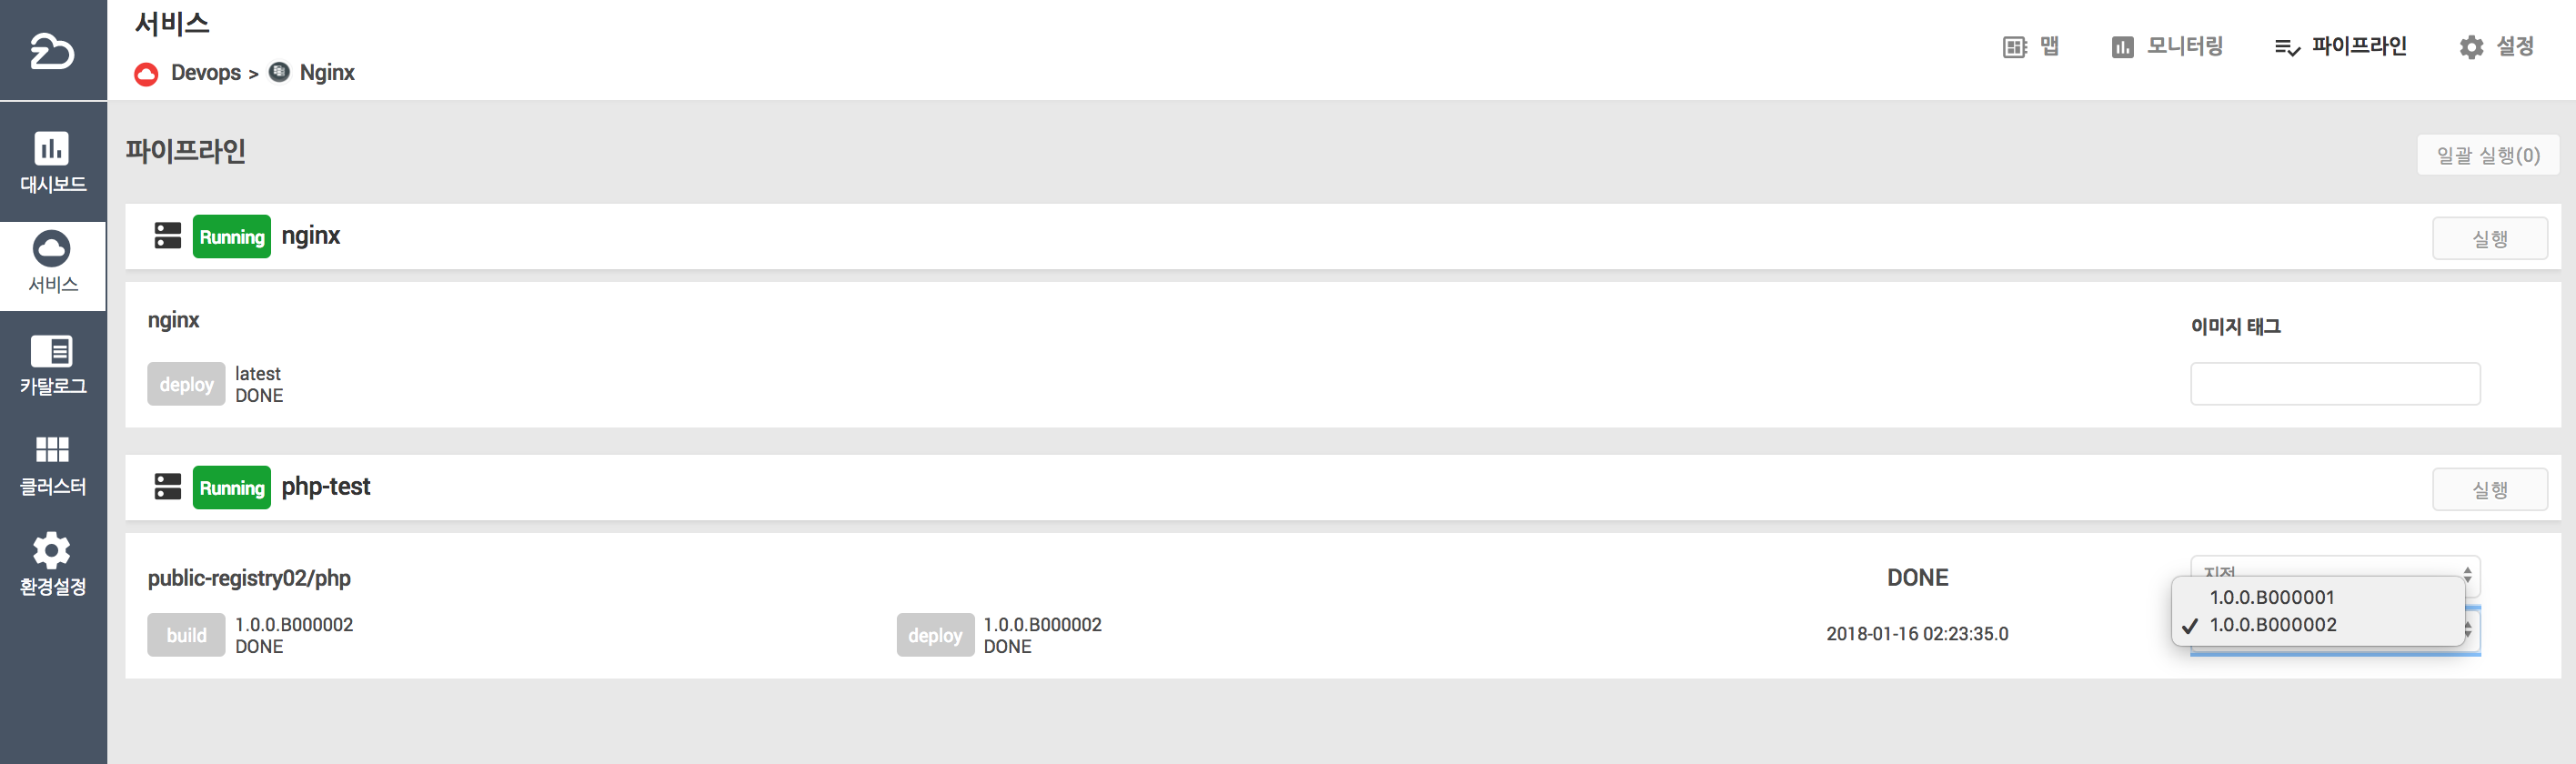 서비스
Devops > Nginx
맵
모니터링
파이프라인
설정
대시보드
서비스
카탈로그
클러스터
환경설정
파이프라인
일괄 실행(0)
Running nginx
실행
nginx
이미지 태그
deploy
latest
DONE
Running php-test
실행
public-registry02/php
DONE
지정
build
1.0.0.B000002
DONE
deploy
1.0.0.B000002
DONE
2018-01-16 02:23:35.0
1.0.0.B000001
✓ 1.0.0.B000002